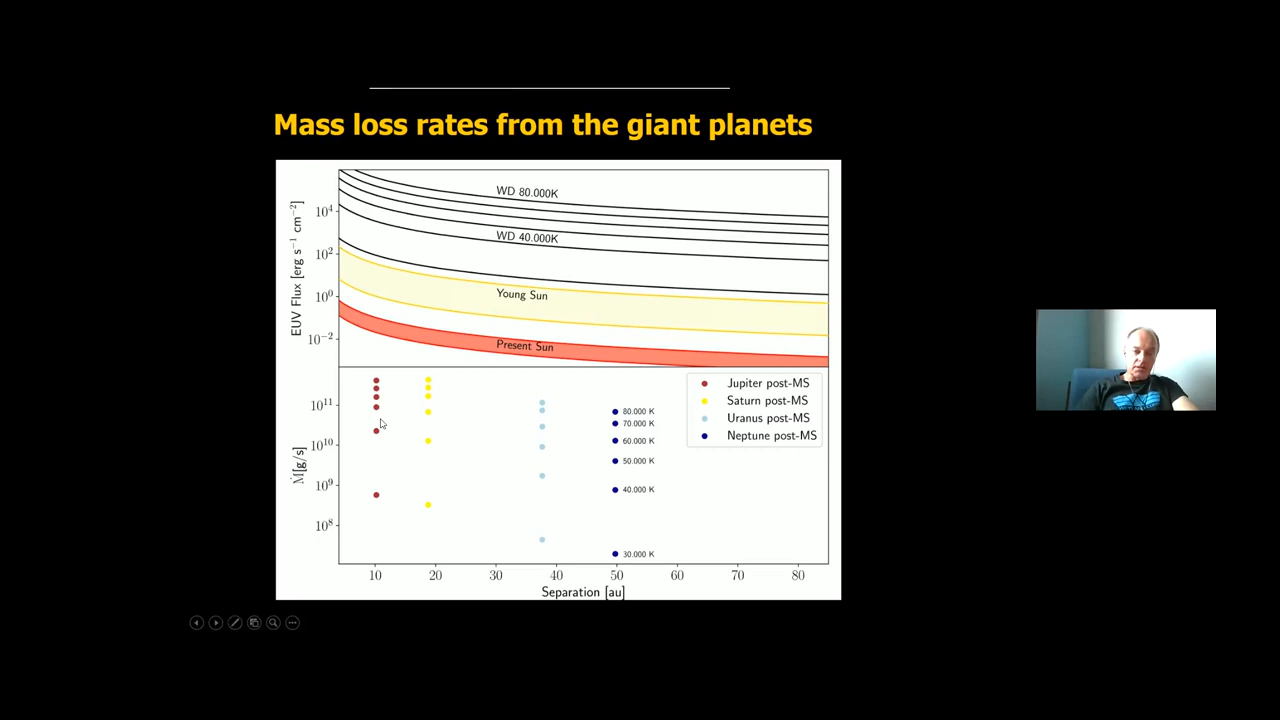 Mass loss rates from the giant planets
WD 80.000K
WD 40.000K
Young Sun
Present Sun
EUV Flux [erg s⁻¹ cm⁻²]
10⁴
10²
10⁰
10⁻²
Jupiter post-MS
Saturn post-MS
Uranus post-MS
Neptune post-MS
80.000 K
70.000 K
60.000 K
50.000 K
40.000 K
30.000 K
Ṁ[g/s]
10¹¹
10¹⁰
10⁹
10⁸
10 20 30 40 50 60 70 80
Separation [au]